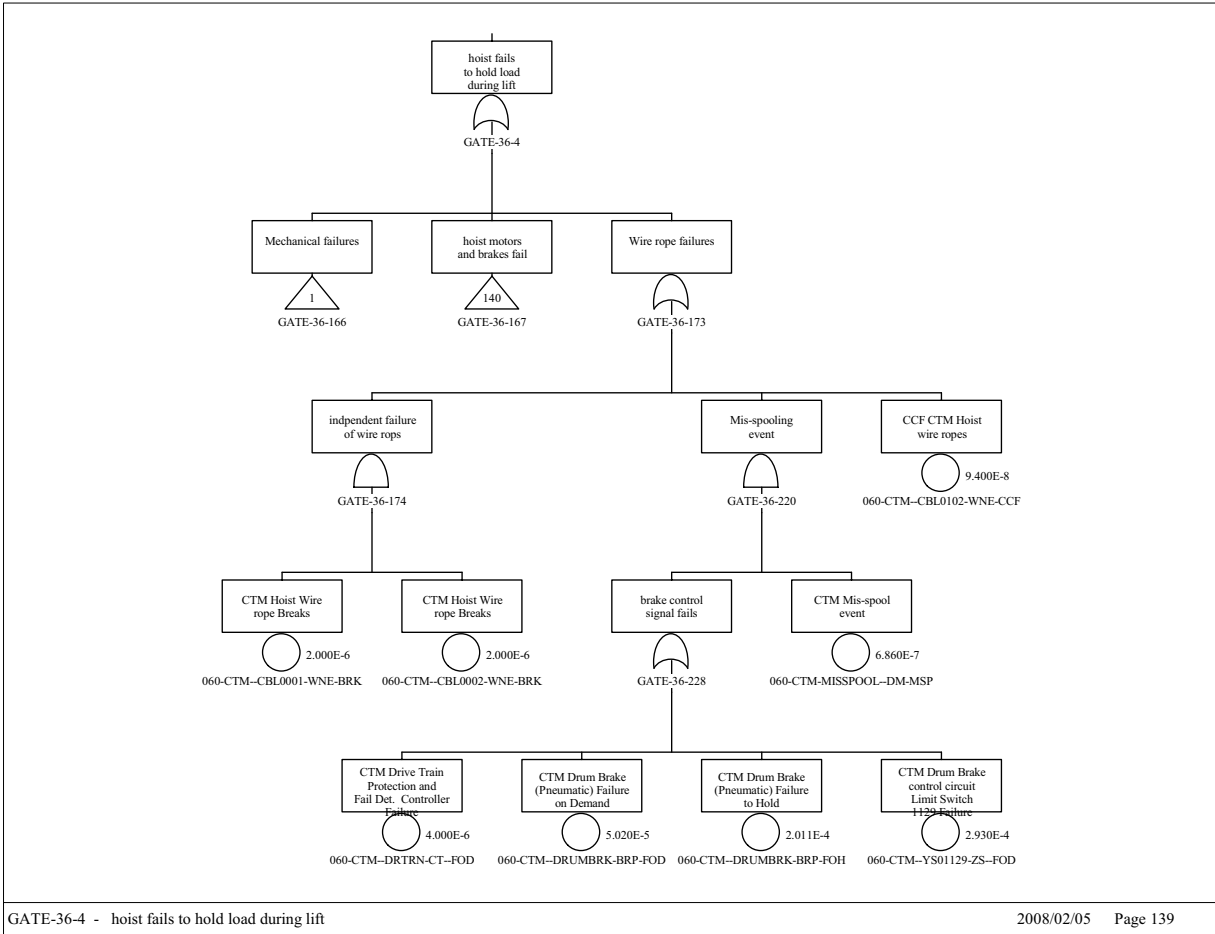 hoist fails
to hold load
during lift
GATE-36-4
Mechanical failures
1
GATE-36-166
hoist motors
and brakes fail
140
GATE-36-167
Wire rope failures
GATE-36-173
indpendent failure
of wire rops
GATE-36-174
Mis-spooling
event
GATE-36-220
CCF CTM Hoist
wire ropes
9.400E-8
060-CTM--CBL0102-WNE-CCF
CTM Hoist Wire
rope Breaks
2.000E-6
060-CTM--CBL0001-WNE-BRK
CTM Hoist Wire
rope Breaks
2.000E-6
060-CTM--CBL0002-WNE-BRK
brake control
signal fails
GATE-36-228
CTM Mis-spool
event
6.860E-7
060-CTM-MISSPOOL--DM-MSP
CTM Drive Train
Protection and
Fail Det. Controller
Failure
4.000E-6
060-CTM--DRTRN-CT--FOD
CTM Drum Brake
(Pneumatic) Failure
on Demand
5.020E-5
060-CTM--DRUMBRK-BRP-FOD
CTM Drum Brake
(Pneumatic) Failure
to Hold
2.011E-4
060-CTM--DRUMBRK-BRP-FOH
CTM Drum Brake
control circuit
Limit Switch
1129 Failure
2.930E-4
060-CTM--YS01129-ZS--FOD
GATE-36-4 - hoist fails to hold load during lift
2008/02/05 Page 139